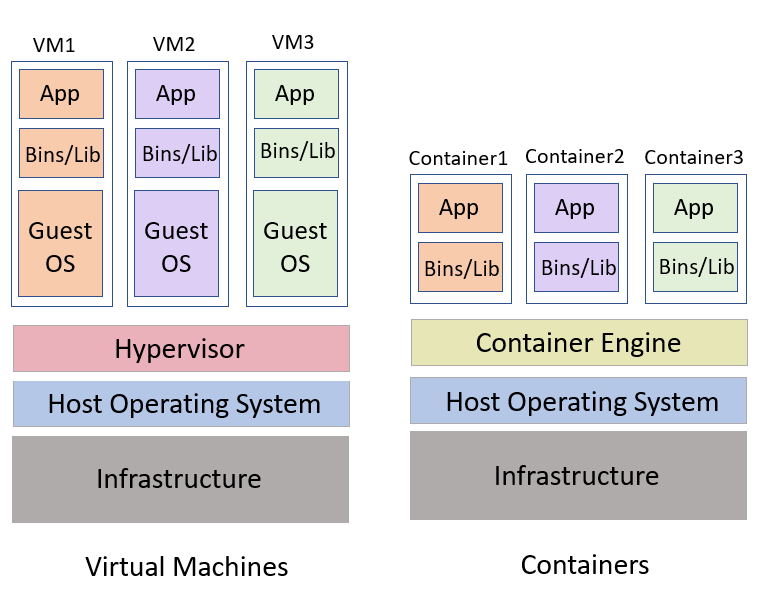 VM1
VM2
VM3
App
App
App
Bins/Lib
Bins/Lib
Bins/Lib
Guest
OS
Guest
OS
Guest
OS
Hypervisor
Host Operating System
Infrastructure
Virtual Machines
Container1
Container2
Container3
App
App
App
Bins/Lib
Bins/Lib
Bins/Lib
Container Engine
Host Operating System
Infrastructure
Containers